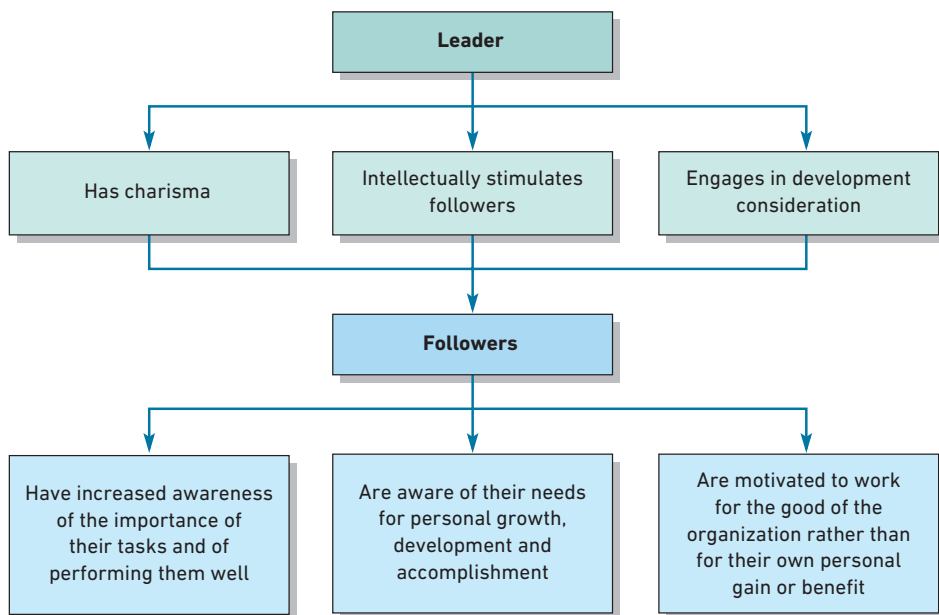 Leader
Has charisma
Intellectually stimulates
followers
Engages in development
consideration
Followers
Have increased awareness
of the importance of
their tasks and of
performing them well
Are aware of their needs
for personal growth,
development and
accomplishment
Are motivated to work
for the good of the
organization rather than
for their own personal
gain or benefit